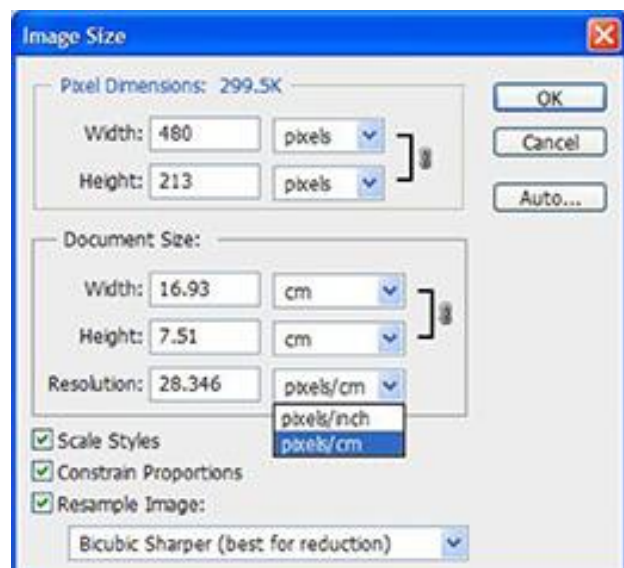 Image Size
Pixel Dimensions: 299.5K
OK
Width: 480 pixels
Cancel
Height: 213 pixels
Auto...
Document Size:
Width: 16.93 cm
Height: 7.51 cm
Resolution: 28.346 pixels/cm
pixels/inch
pixels/cm
Scale Styles
Constrain Proportions
Resample Image:
Bicubic Sharper (best for reduction)